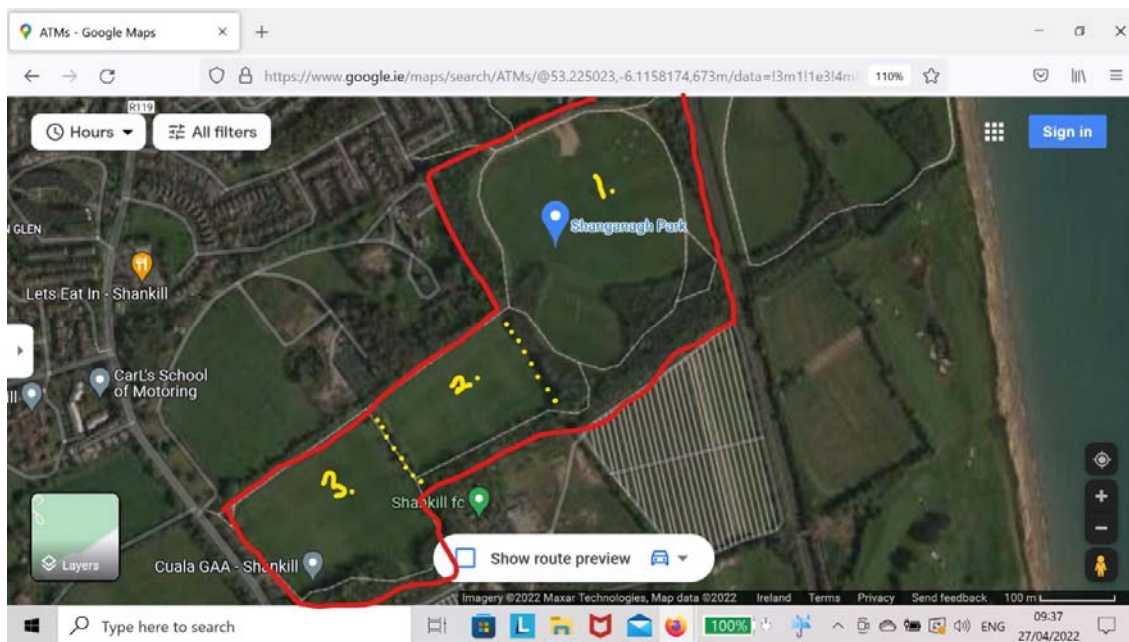 ATMs - Google Maps
https://www.google.ie/maps/search/ATMs/@53.225023,-6.1158174,673m/data=!3m1!1e3!4m
110%
R119
Hours
All filters
Sign in
1.
Shanganagh Park
GLEN
Lets Eat In - Shankill
CarL's School
of Motoring
2.
3.
Shankill fc
Cuala GAA - Shankill
Layers
Show route preview
Imagery ©2022 Maxar Technologies, Map data ©2022 Ireland Terms Privacy Send feedback 100 m
Type here to search
L
100%
ENG
09:37
27/04/2022